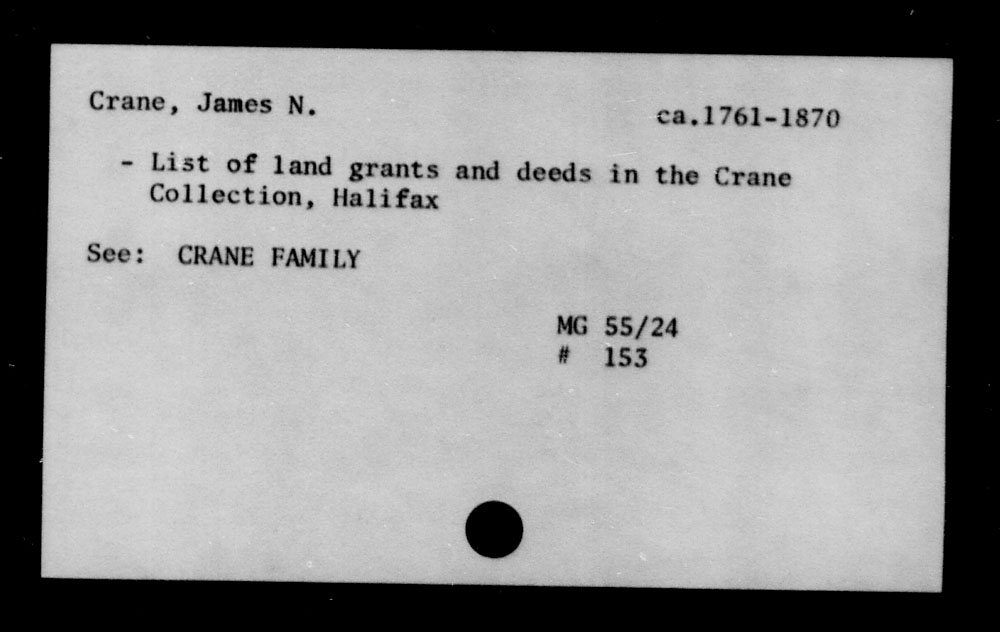 Crane, James N. ca.1761-1870
- List of land grants and deeds in the Crane
Collection, Halifax
See: CRANE FAMILY
MG 55/24
# 153